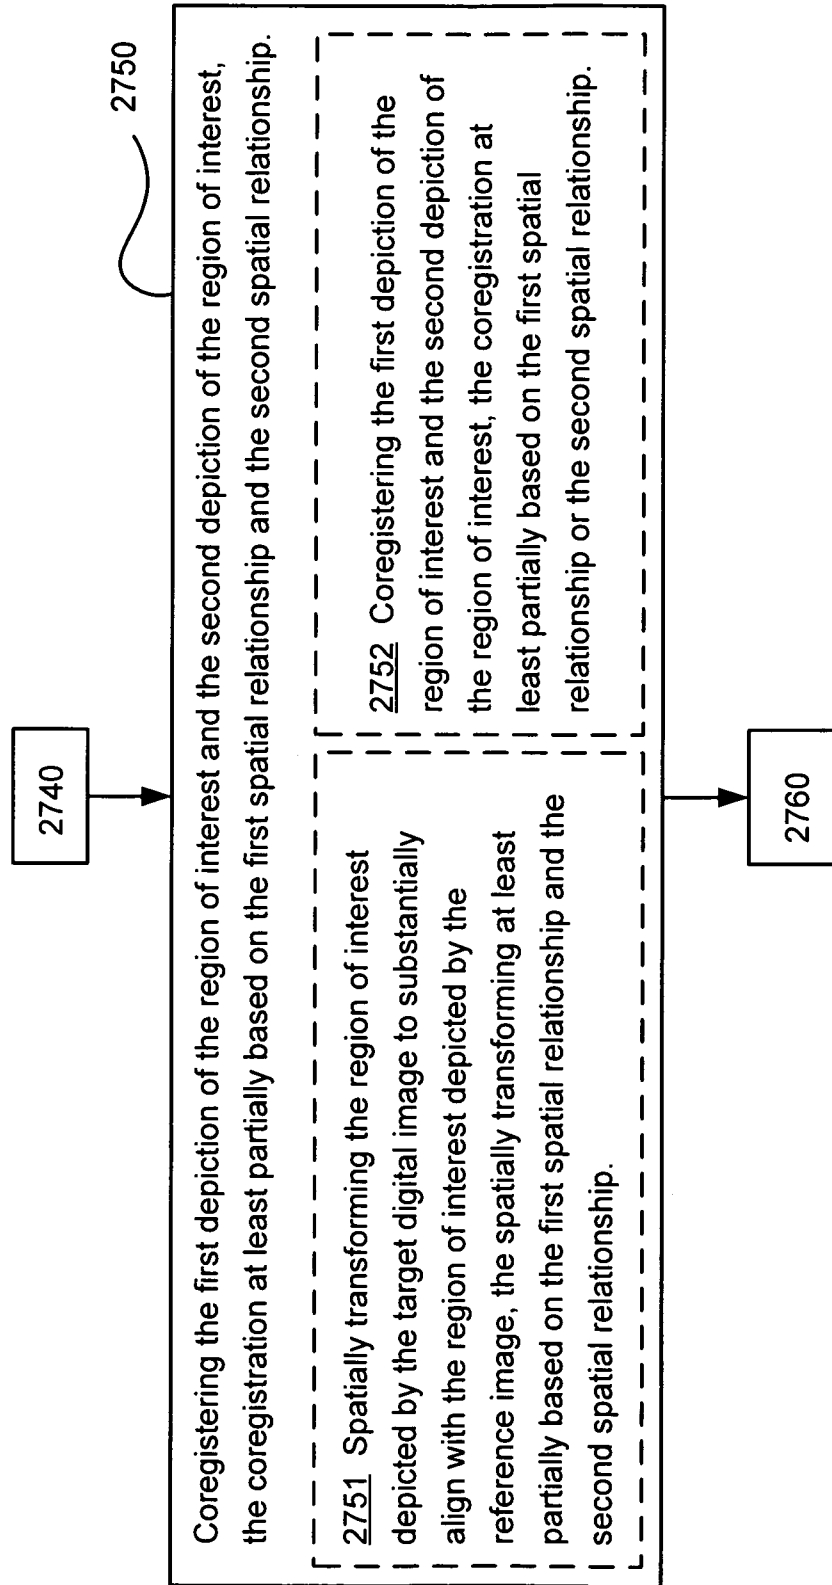 2740
2750
Coregistering the first depiction of the region of interest and the second depiction of the region of interest,
the coregistration at least partially based on the first spatial relationship and the second spatial relationship.
2751 Spatially transforming the region of interest
depicted by the target digital image to substantially
align with the region of interest depicted by the
reference image, the spatially transforming at least
partially based on the first spatial relationship and the
second spatial relationship.
2752 Coregistering the first depiction of the
region of interest and the second depiction of
the region of interest, the coregistration at
least partially based on the first spatial
relationship or the second spatial relationship.
2760